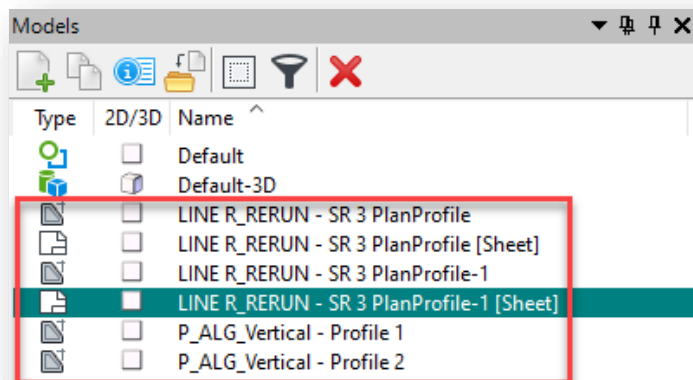 Models
Type 2D/3D Name
Default
Default-3D
LINE R_RERUN - SR 3 PlanProfile
LINE R_RERUN - SR 3 PlanProfile [Sheet]
LINE R_RERUN - SR 3 PlanProfile-1
LINE R_RERUN - SR 3 PlanProfile-1 [Sheet]
P_ALG_Vertical - Profile 1
P_ALG_Vertical - Profile 2